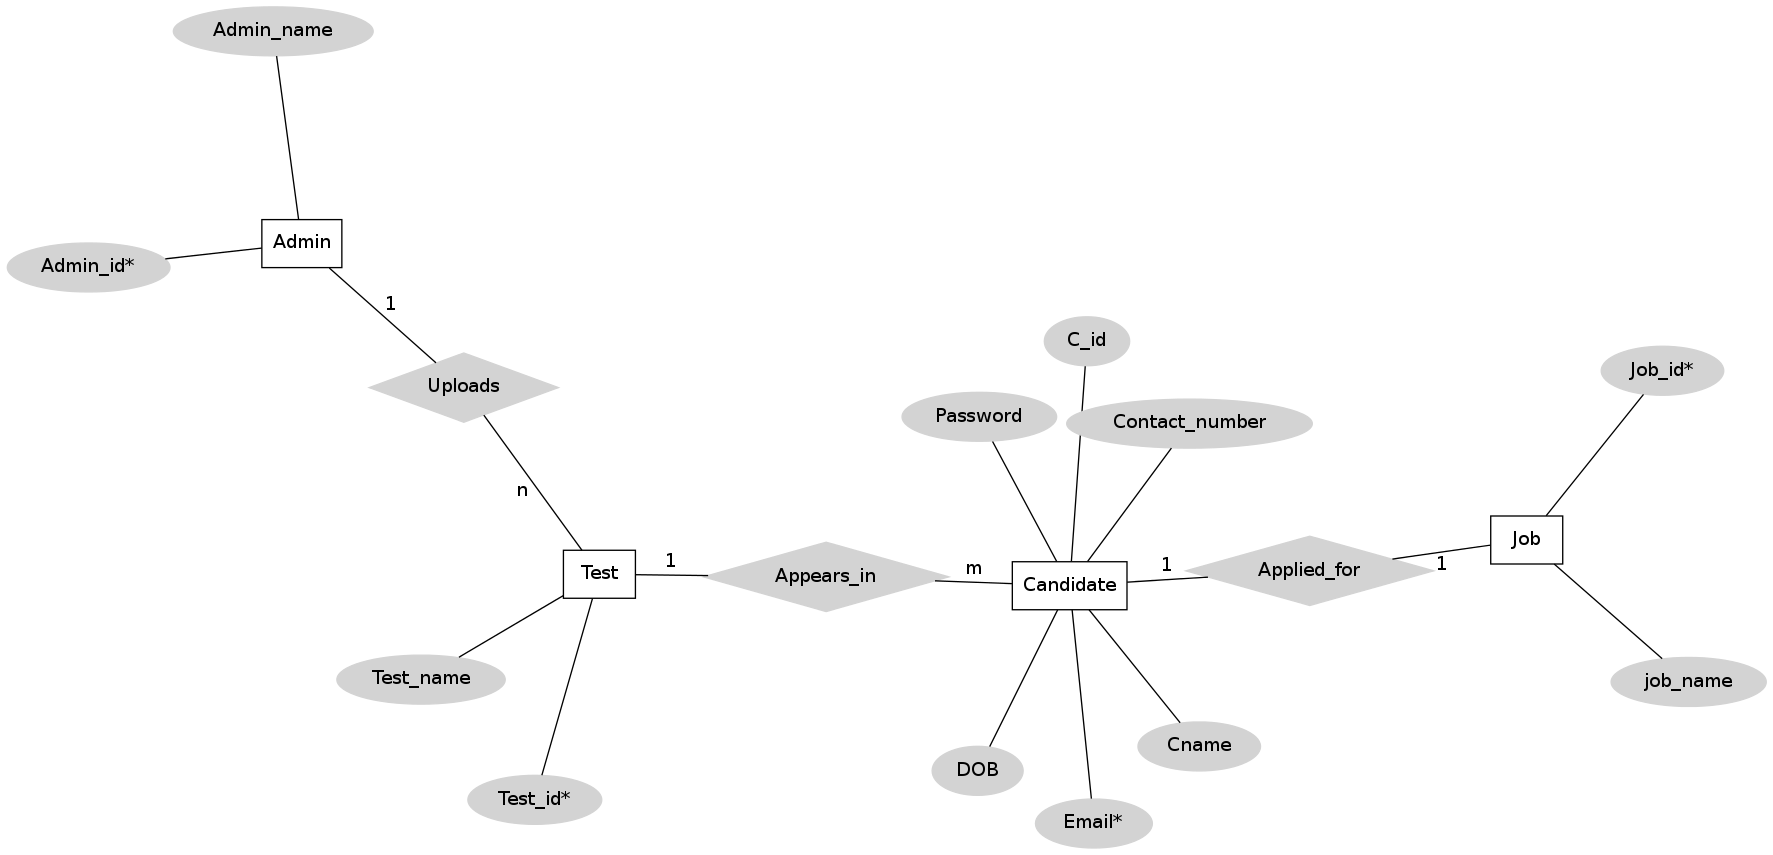 Admin_name
Admin
Admin_id*
1
Uploads
C_id
Job_id*
Password
Contact_number
n
Test
1
Appears_in
m
Candidate
1
Applied_for
1
Job
Test_name
job_name
Cname
DOB
Test_id*
Email*